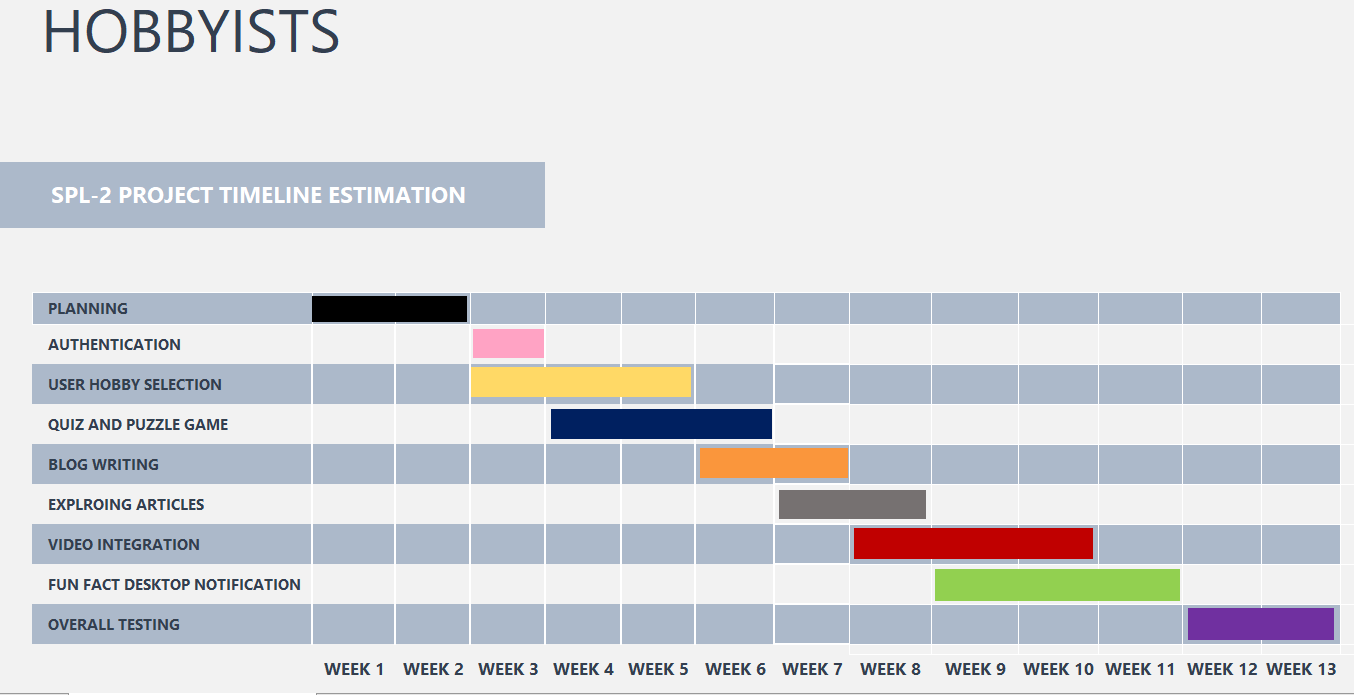 HOBBYISTS
SPL-2 PROJECT TIMELINE ESTIMATION
PLANNING
AUTHENTICATION
USER HOBBY SELECTION
QUIZ AND PUZZLE GAME
BLOG WRITING
EXPLROING ARTICLES
VIDEO INTEGRATION
FUN FACT DESKTOP NOTIFICATION
OVERALL TESTING
WEEK 1 WEEK 2 WEEK 3 WEEK 4 WEEK 5 WEEK 6 WEEK 7 WEEK 8 WEEK 9 WEEK 10 WEEK 11 WEEK 12 WEEK 13